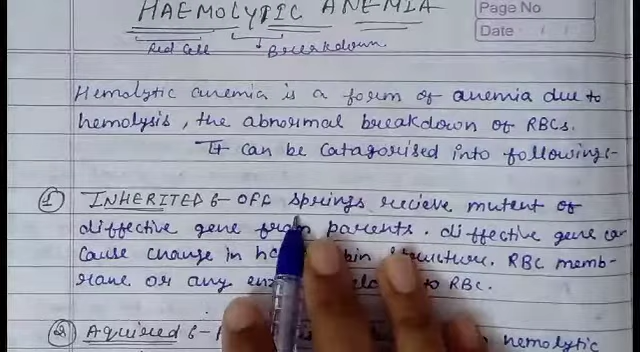 HAEMOLYTIC ANEMIA
Page No
Date
Red Cell
Breakdown
Hemolytic anemia is a form of anemia due to
hemolysis, the abnormal breakdown of RBCs.
It can be catagorised into following:-
① INHERITED :- OFF springs recieve mutent or
diffective gene from parents. diffective gene can
cause change in structure. RBC memb-
rane or any to RBC.
② Aquired :- hemolytic